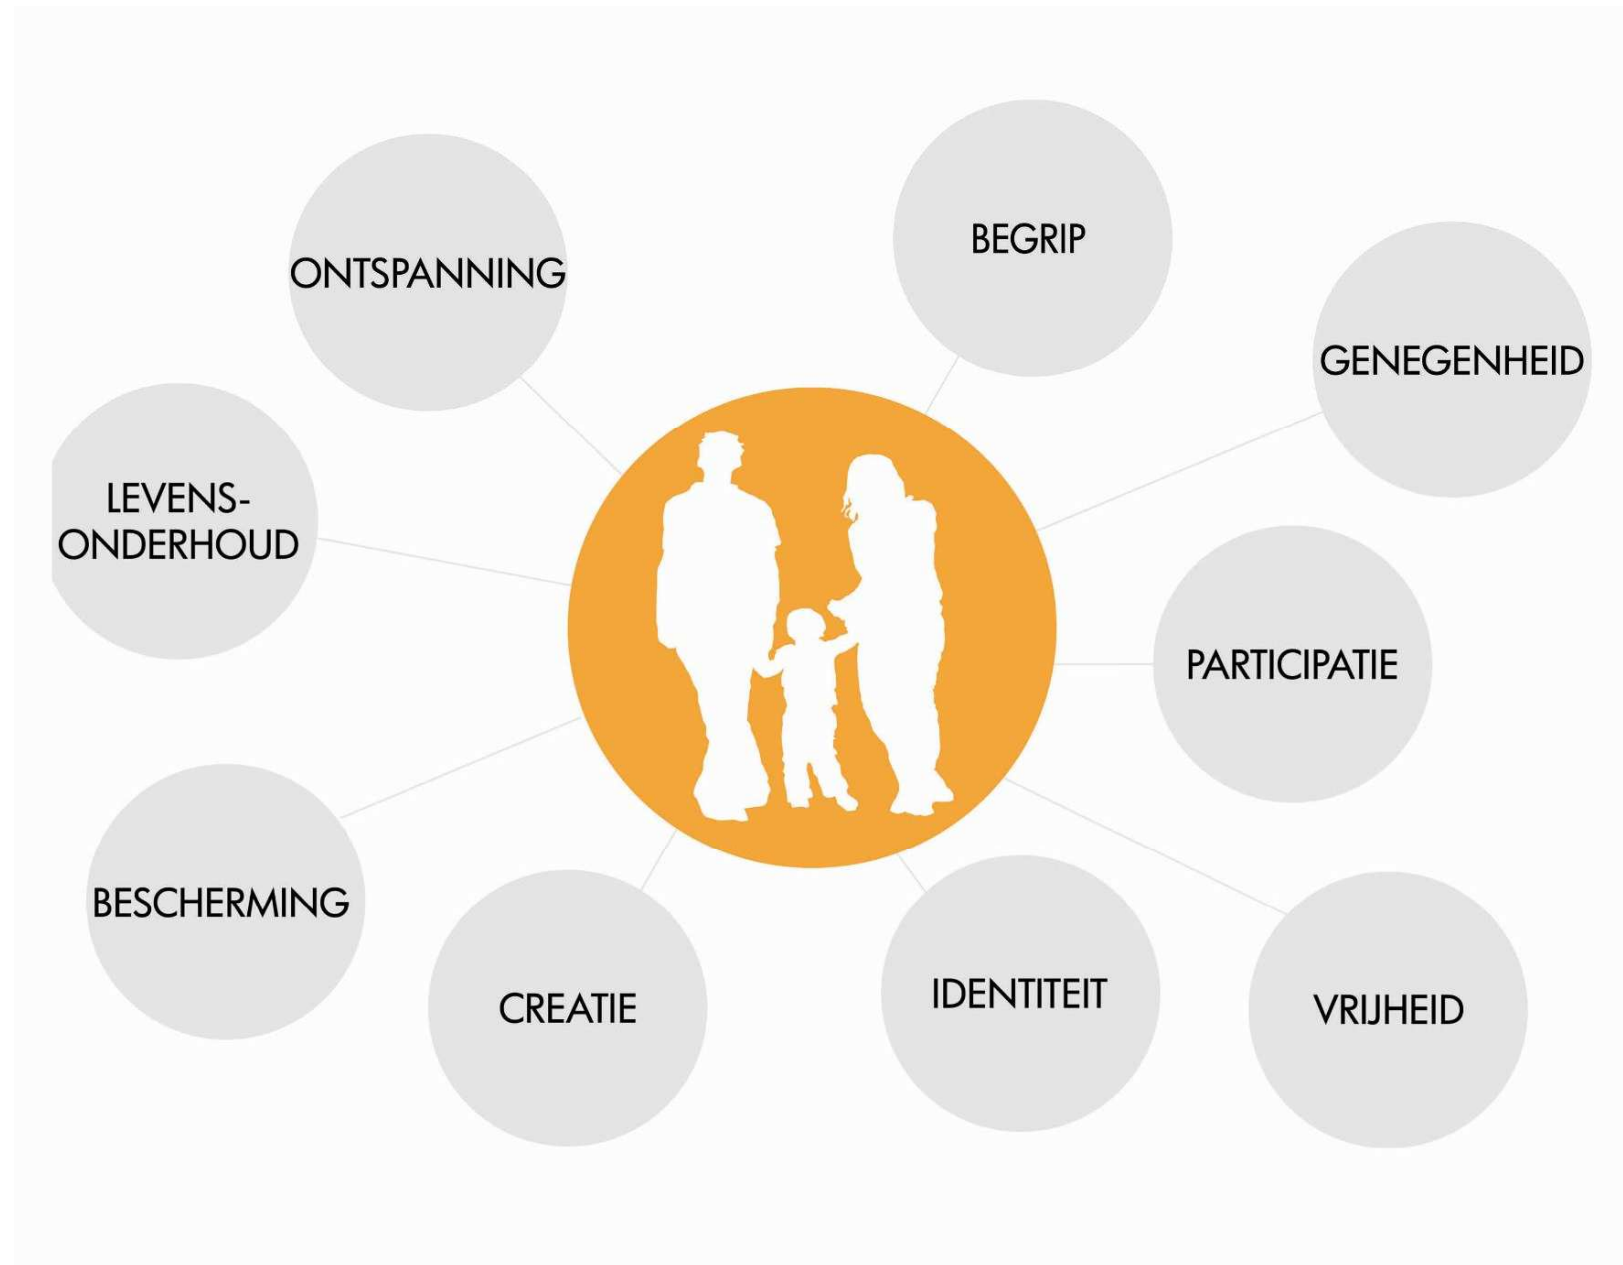 BEGRIP
ONTSPANNING
GENEGENHEID
LEVENS-
ONDERHOUD
PARTICIPATIE
BESCHERMING
IDENTITEIT
CREATIE
VRIJHEID